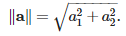 ‖a‖ = √(a₁² + a₂²).